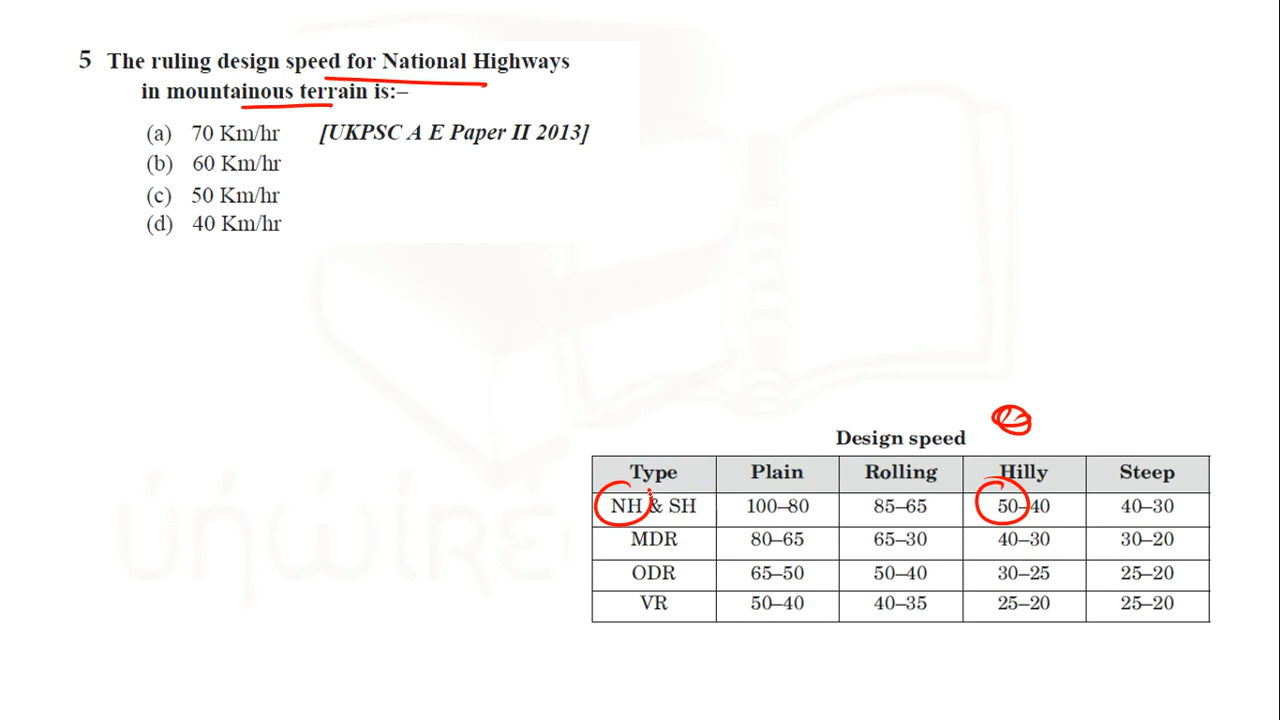 5 The ruling design speed for National Highways
in mountainous terrain is:–
(a) 70 Km/hr [UKPSC A E Paper II 2013]
(b) 60 Km/hr
(c) 50 Km/hr
(d) 40 Km/hr
Design speed
Type Plain Rolling Hilly Steep
NH & SH 100–80 85–65 50–40 40–30
MDR 80–65 65–30 40–30 30–20
ODR 65–50 50–40 30–25 25–20
VR 50–40 40–35 25–20 25–20